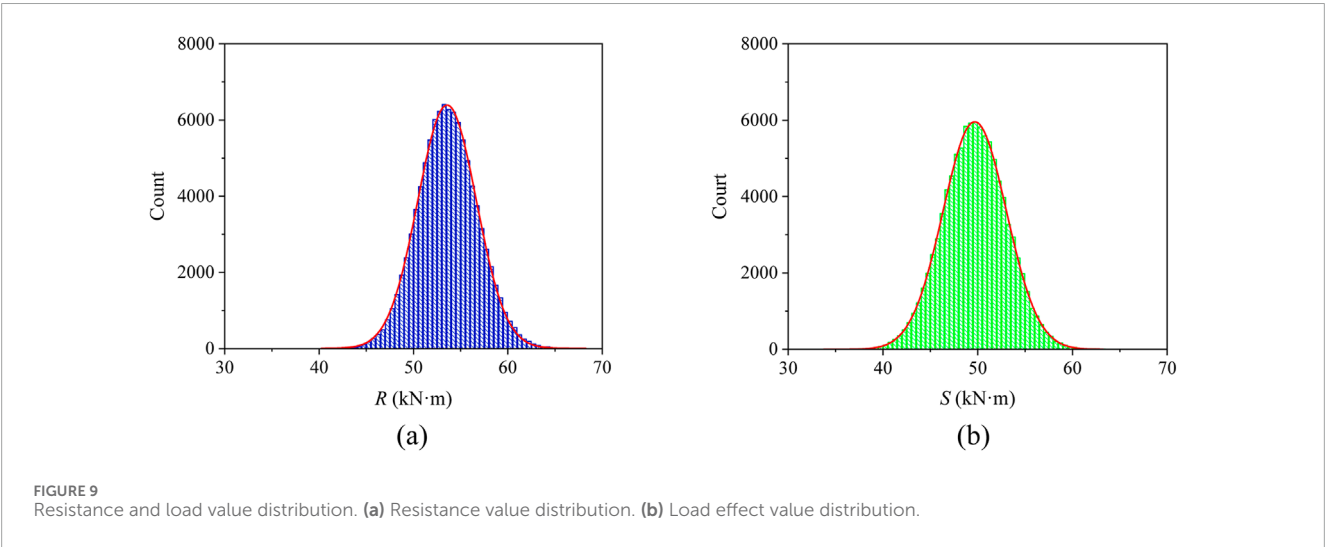 8000
6000
4000
2000
0
Count
30 40 50 60 70
R (kN·m)
(a)
8000
6000
4000
2000
0
Court
30 40 50 60 70
S (kN·m)
(b)
FIGURE 9
Resistance and load value distribution. (a) Resistance value distribution. (b) Load effect value distribution.